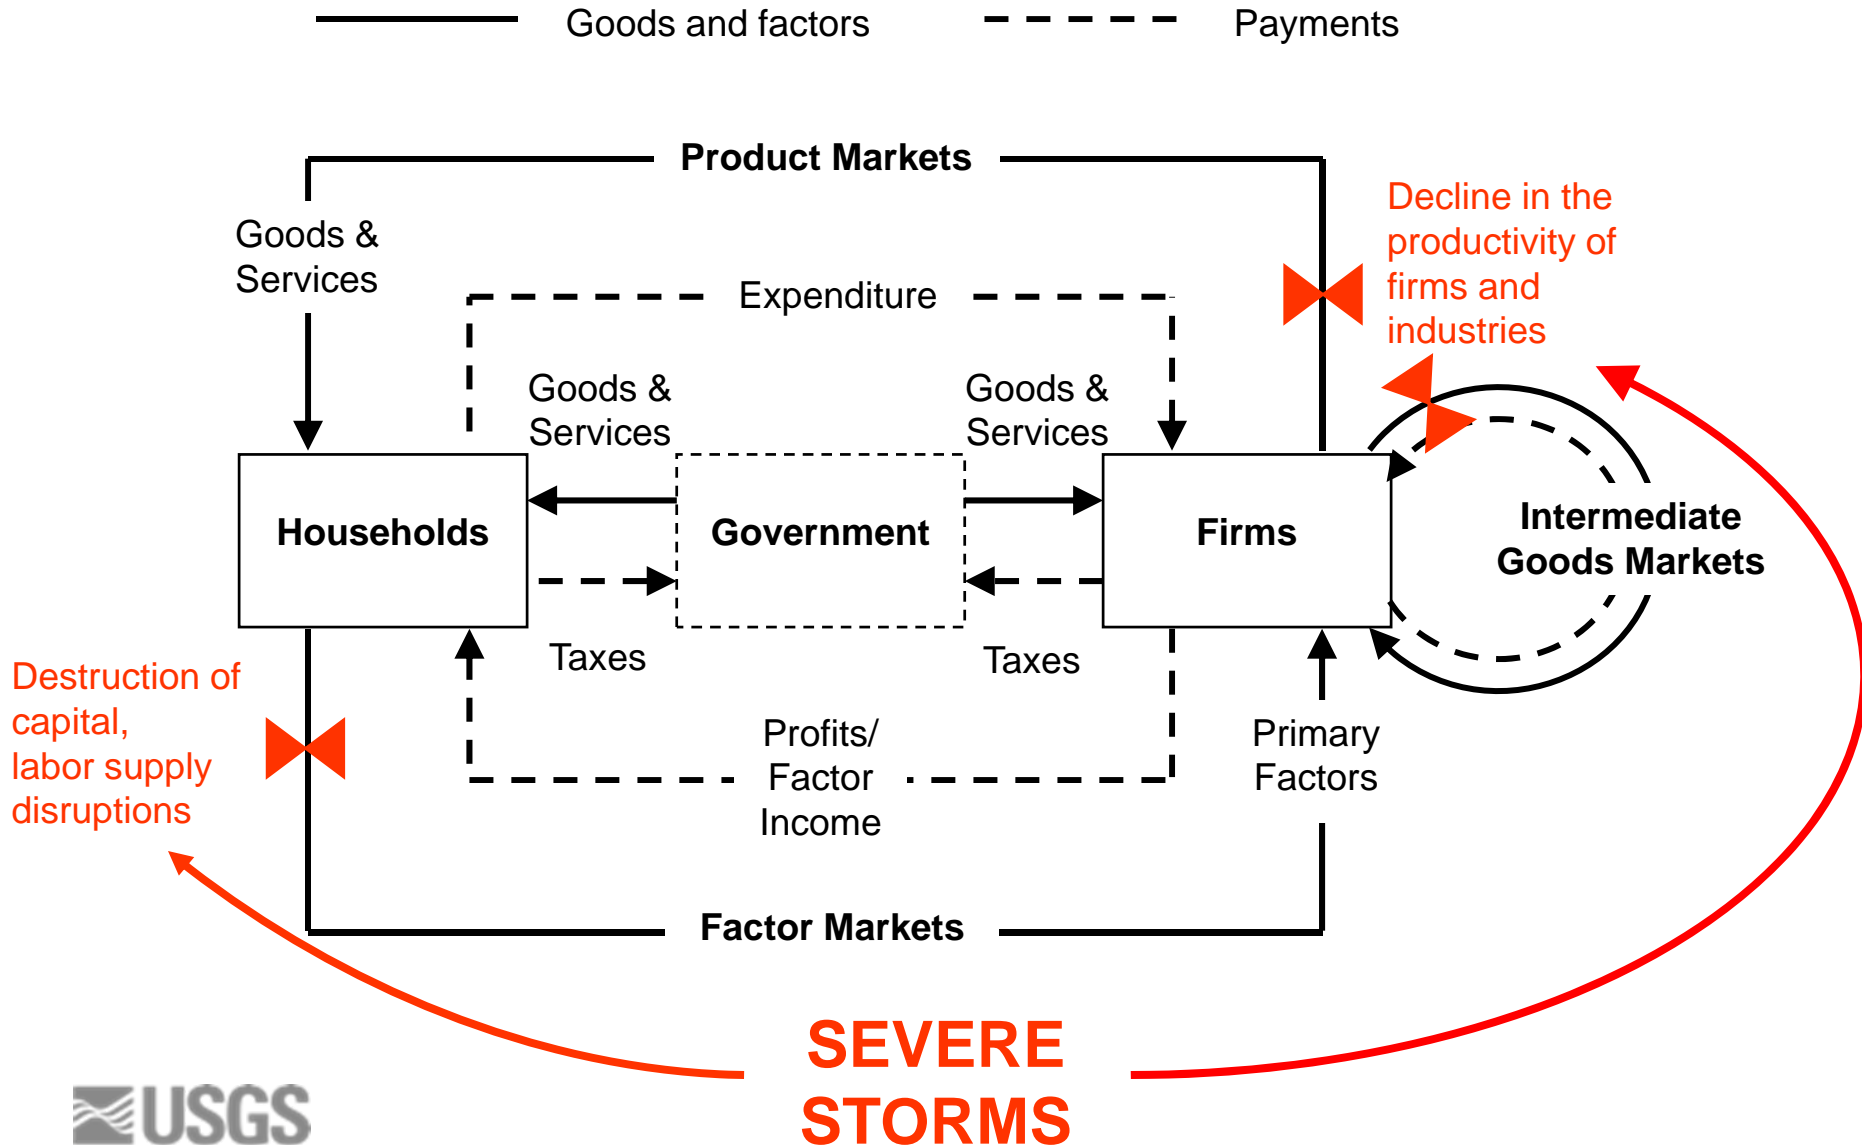 Goods and factors
Payments
Product Markets
Decline in the
productivity of
firms and
industries
Goods &
Services
Expenditure
Goods &
Services
Goods &
Services
Households
Government
Firms
Intermediate
Goods Markets
Taxes
Taxes
Destruction of
capital,
labor supply
disruptions
Profits/
Factor
Income
Primary
Factors
Factor Markets
SEVERE
STORMS
USGS